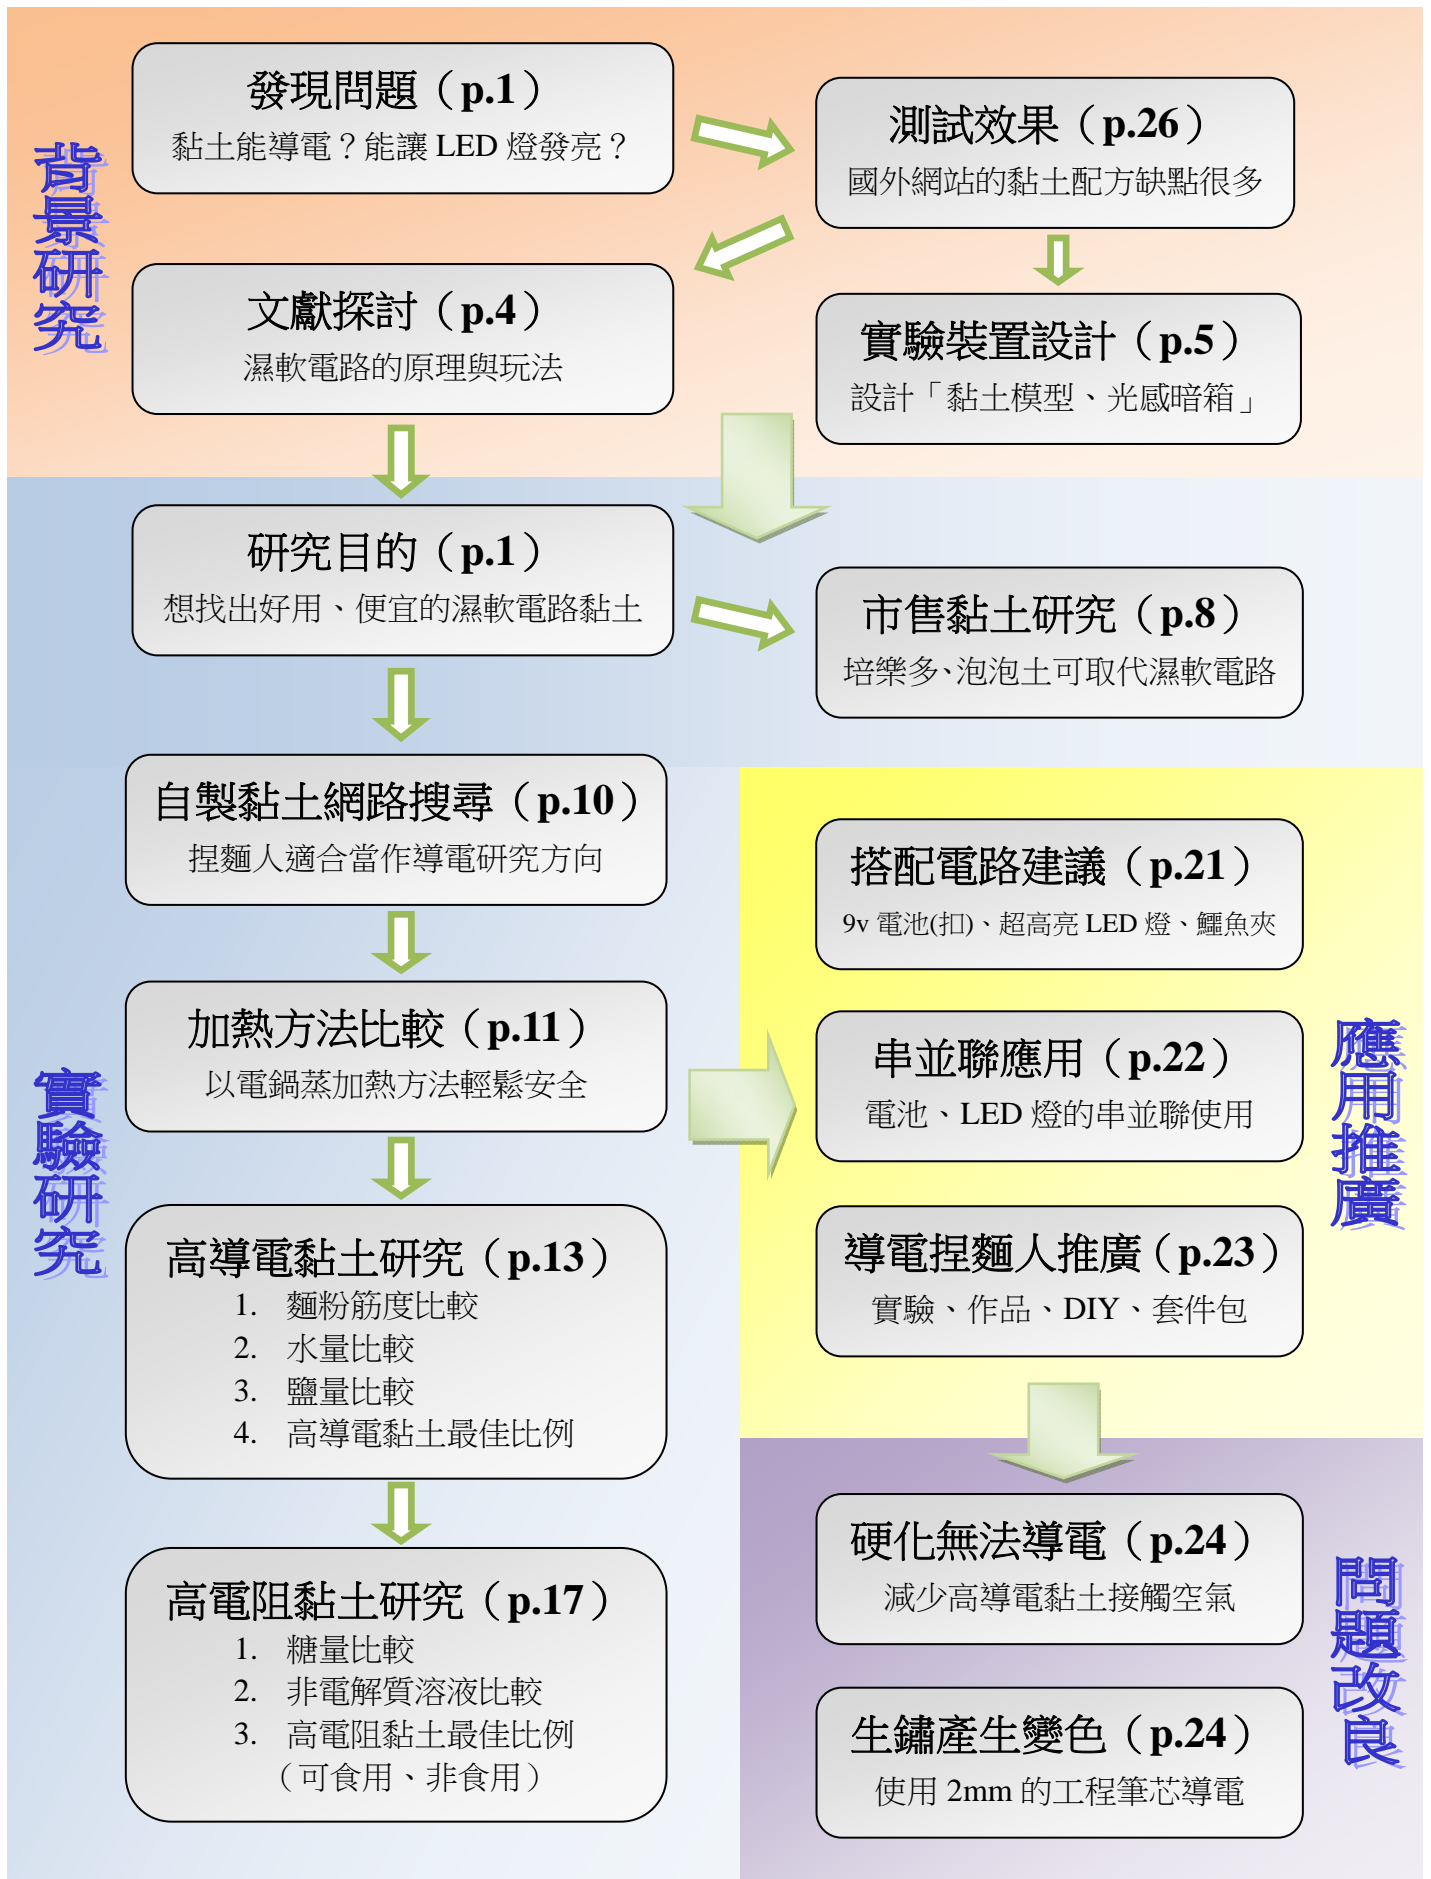 背景研究
發現問題（p.1）
黏土能導電？能讓 LED 燈發亮？
測試效果（p.26）
國外網站的黏土配方缺點很多
文獻探討（p.4）
濕軟電路的原理與玩法
實驗裝置設計（p.5）
設計「黏土模型、光感暗箱」
實驗研究
研究目的（p.1）
想找出好用、便宜的濕軟電路黏土
市售黏土研究（p.8）
培樂多、泡泡土可取代濕軟電路
自製黏土網路搜尋（p.10）
捏麵人適合當作導電研究方向
加熱方法比較（p.11）
以電鍋蒸加熱方法輕鬆安全
高導電黏土研究（p.13）
1. 麵粉筋度比較
2. 水量比較
3. 鹽量比較
4. 高導電黏土最佳比例
高電阻黏土研究（p.17）
1. 糖量比較
2. 非電解質溶液比較
3. 高電阻黏土最佳比例
（可食用、非食用）
應用推廣
搭配電路建議（p.21）
9v 電池(扣)、超高亮 LED 燈、鱷魚夾
串並聯應用（p.22）
電池、LED 燈的串並聯使用
導電捏麵人推廣（p.23）
實驗、作品、DIY、套件包
問題改良
硬化無法導電（p.24）
減少高導電黏土接觸空氣
生鏽產生變色（p.24）
使用 2mm 的工程筆芯導電